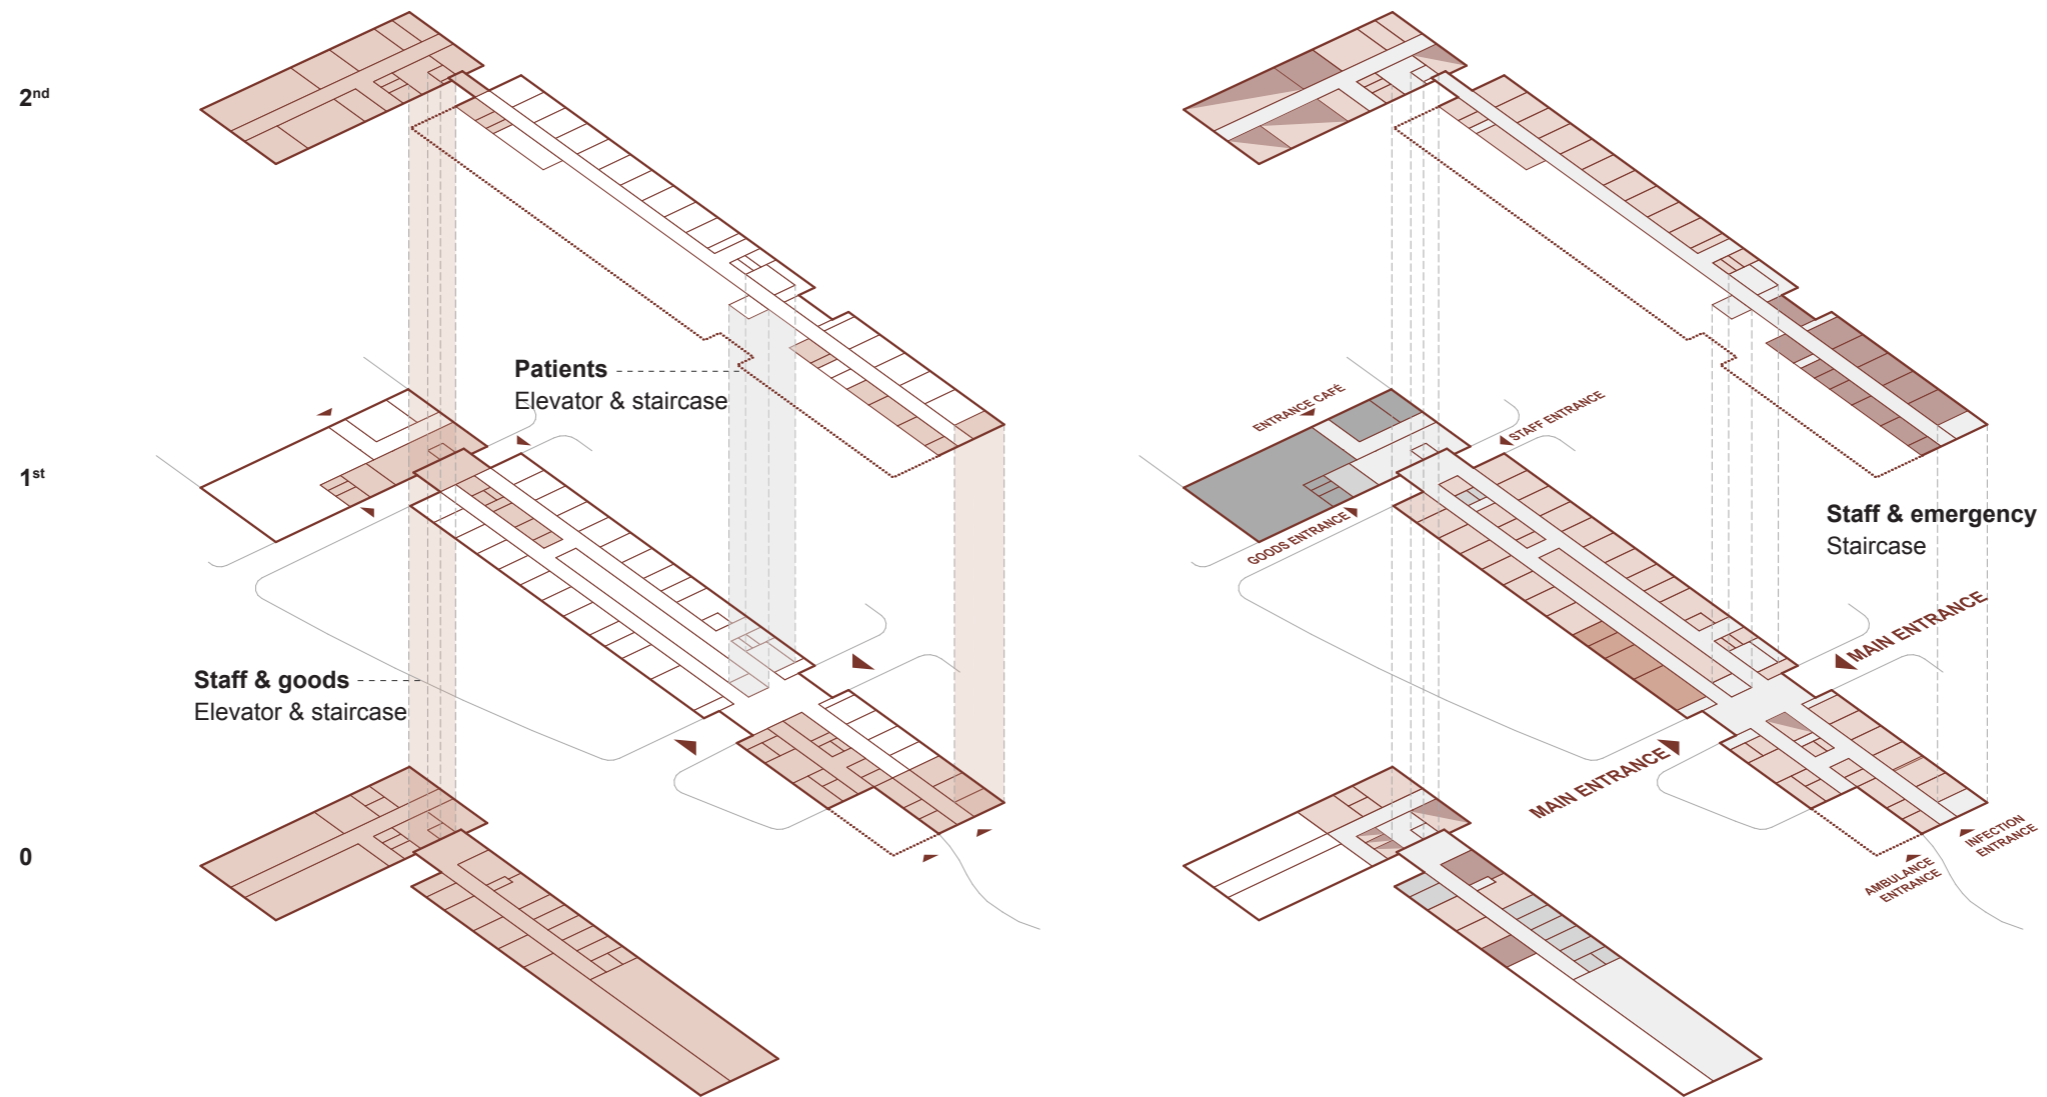 2nd
Patients
Elevator & staircase
ENTRANCE CAFÉ
STAFF ENTRANCE
1st
GOODS ENTRANCE
Staff & emergency
Staircase
MAIN ENTRANCE
Staff & goods
Elevator & staircase
MAIN ENTRANCE
0
INFECTION
ENTRANCE
AMBULANCE
ENTRANCE